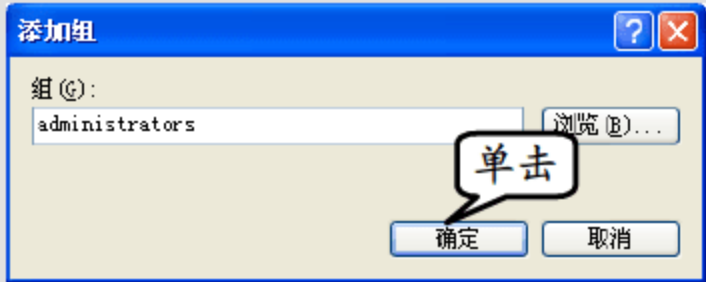 添加组
组(G):
administrators
浏览(B)...
单击
确定
取消